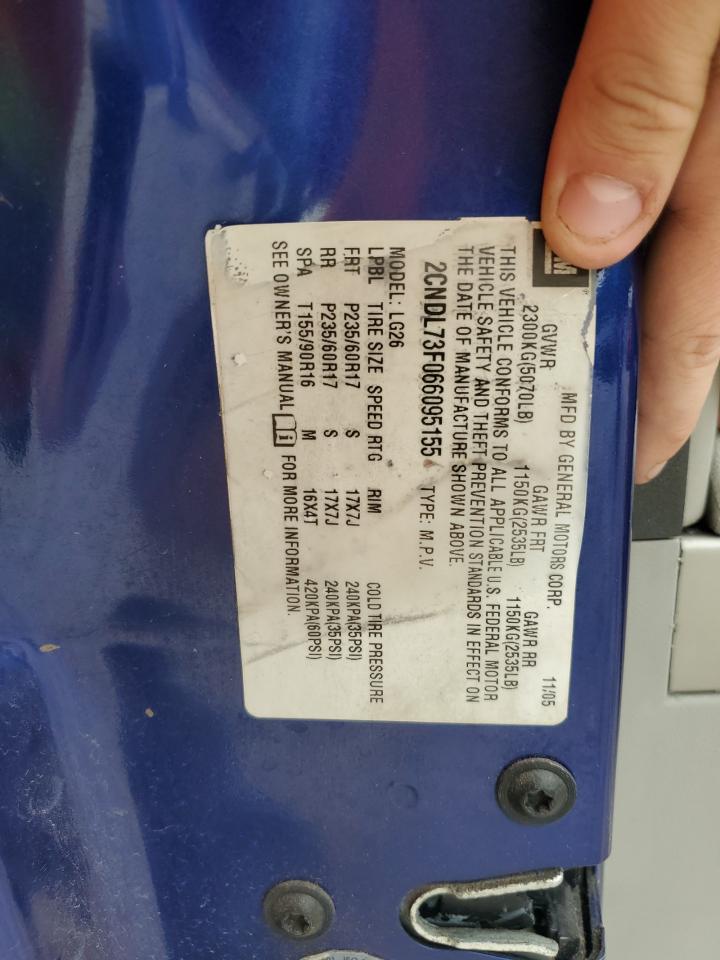 GM
MFD BY GENERAL MOTORS CORP. 11/05
GVWR GAWR FRT GAWR RR
2300KG(5070LB) 1150KG(2535LB) 1150KG(2535LB)
THIS VEHICLE CONFORMS TO ALL APPLICABLE U.S. FEDERAL MOTOR
VEHICLE SAFETY AND THEFT PREVENTION STANDARDS IN EFFECT ON
THE DATE OF MANUFACTURE SHOWN ABOVE.
2CNDL73F066095155 TYPE: M.P.V.
MODEL: LG26
LPBL TIRE SIZE SPEED RTG RIM COLD TIRE PRESSURE
FRT P235/60R17 S 17X7J 240KPA(35PSI)
RR P235/60R17 S 17X7J 240KPA(35PSI)
SPA T155/90R16 M 16X4T 420KPA(60PSI)
SEE OWNER'S MANUAL i FOR MORE INFORMATION.